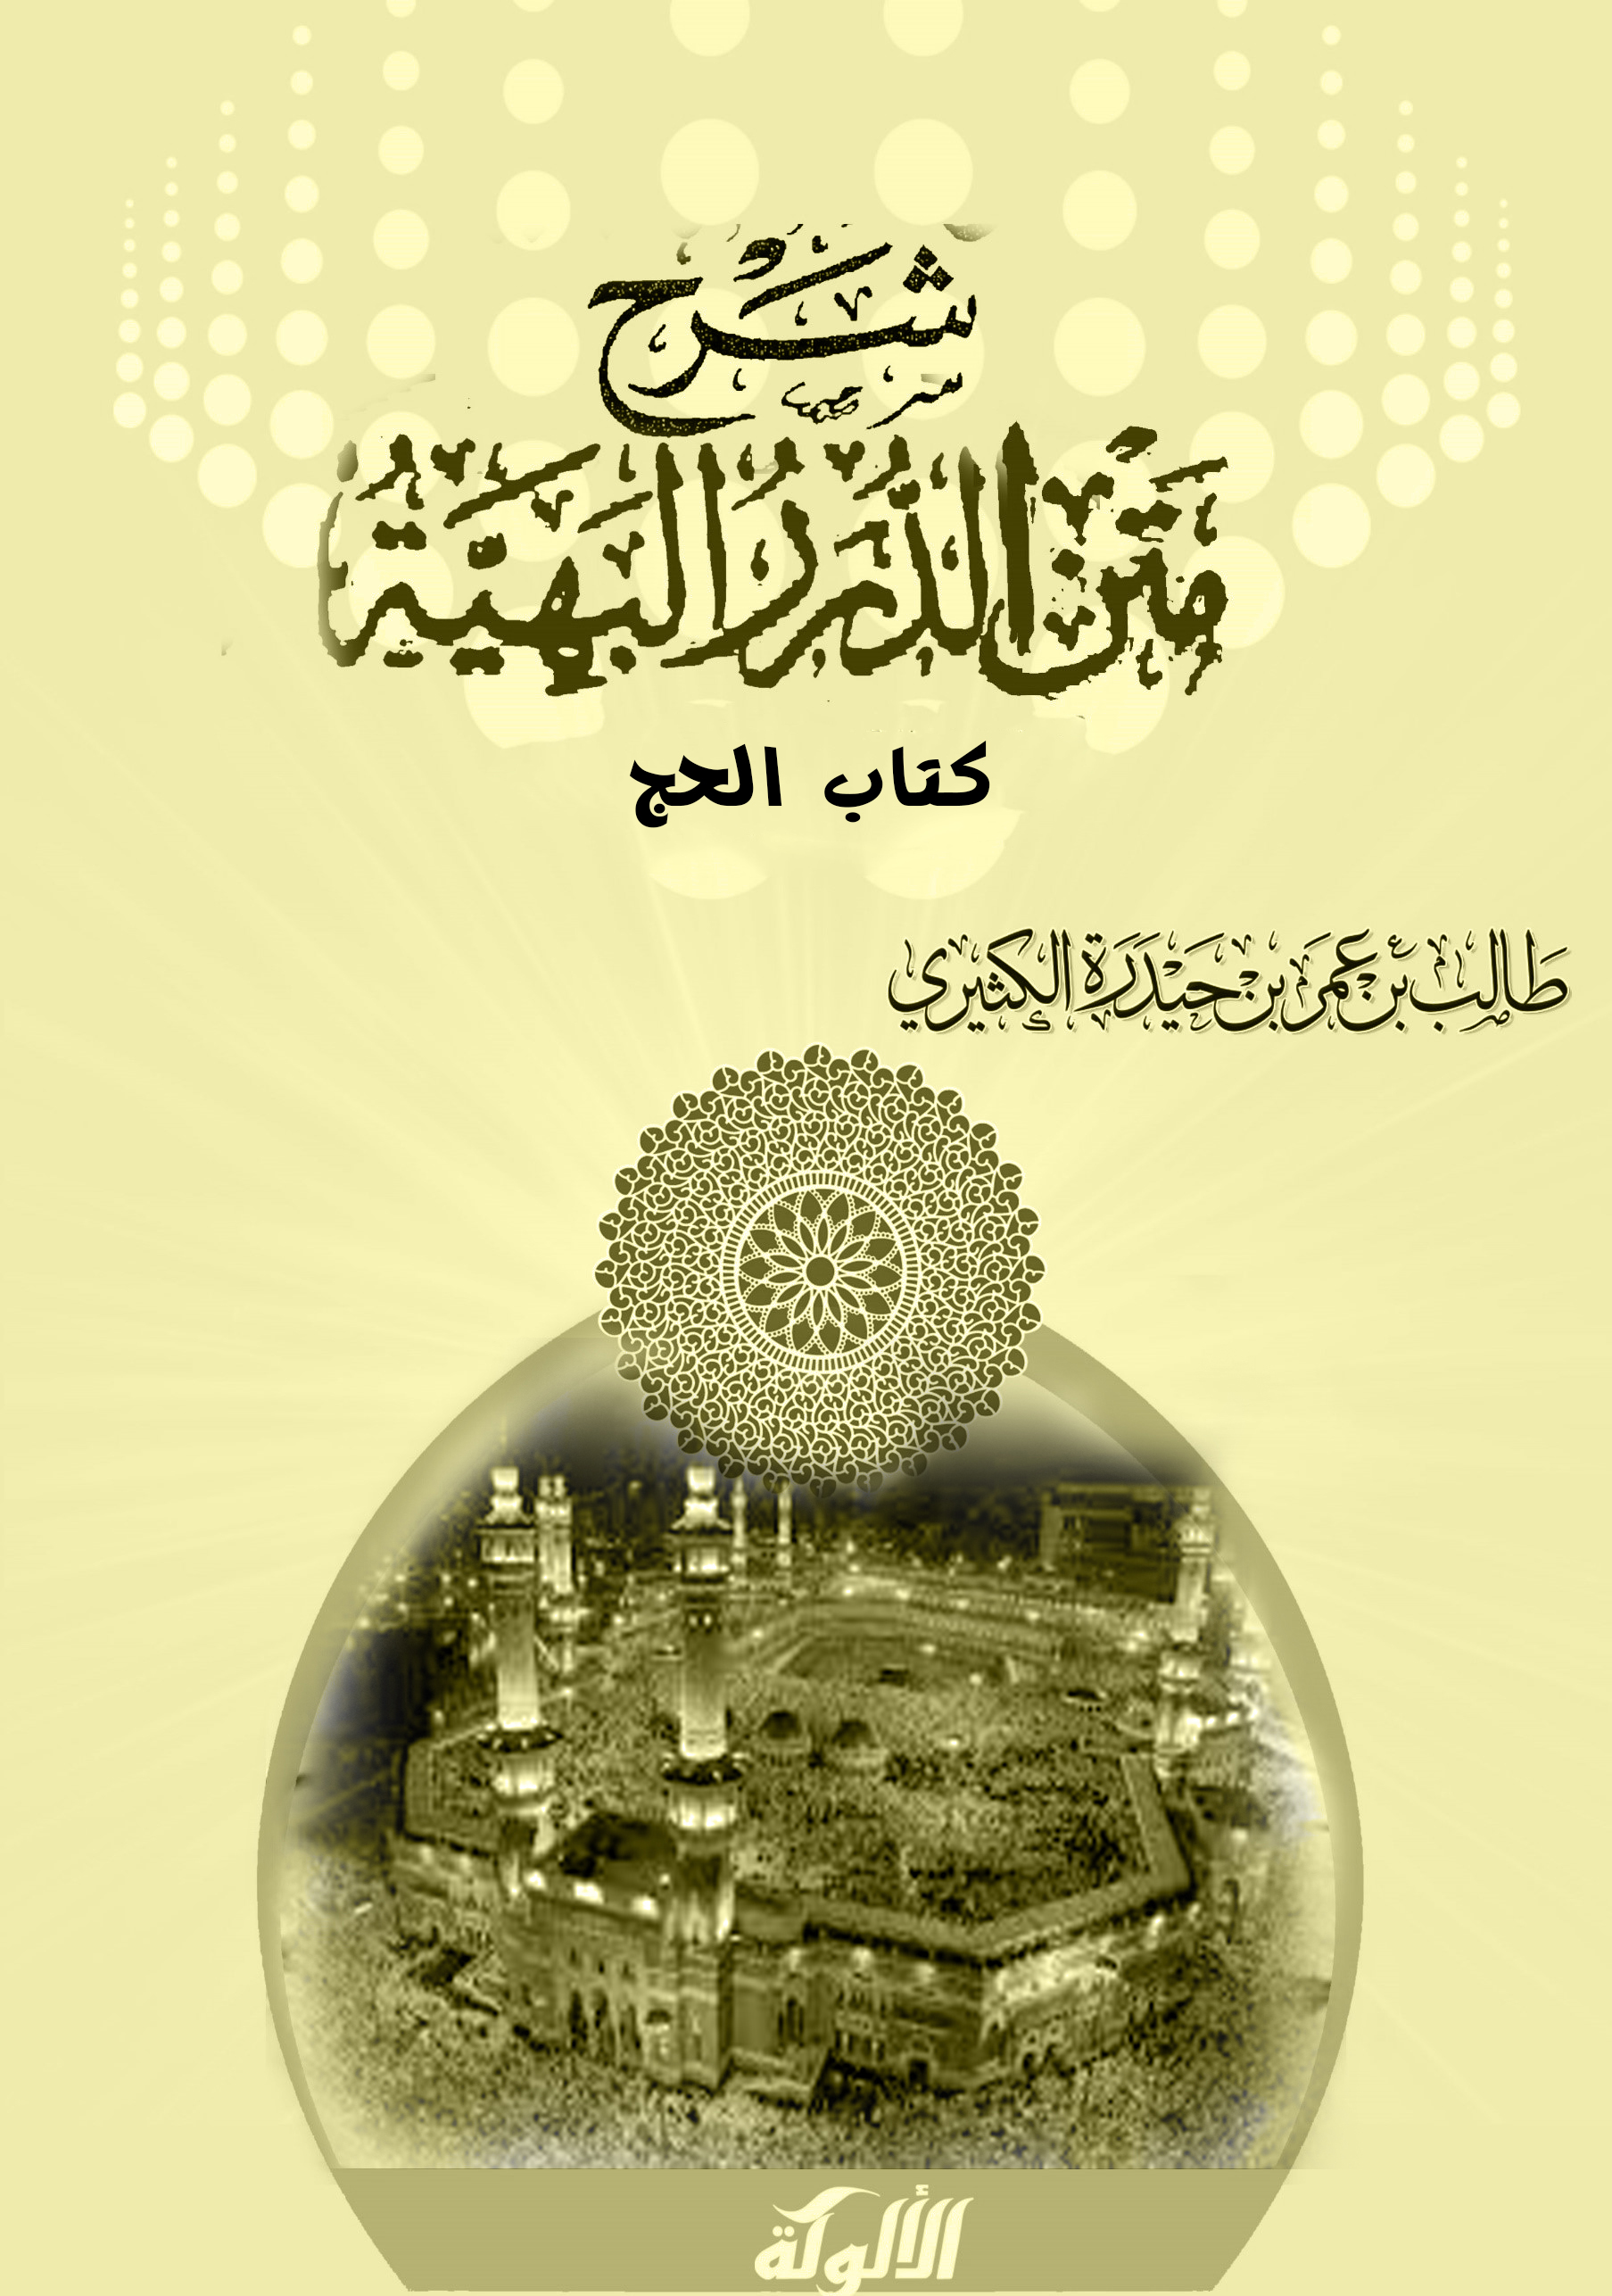 شرح
متن الدرر البهية
كتاب الحج
طالب بن عمر بن حيدرة الكثيري
الألوكة